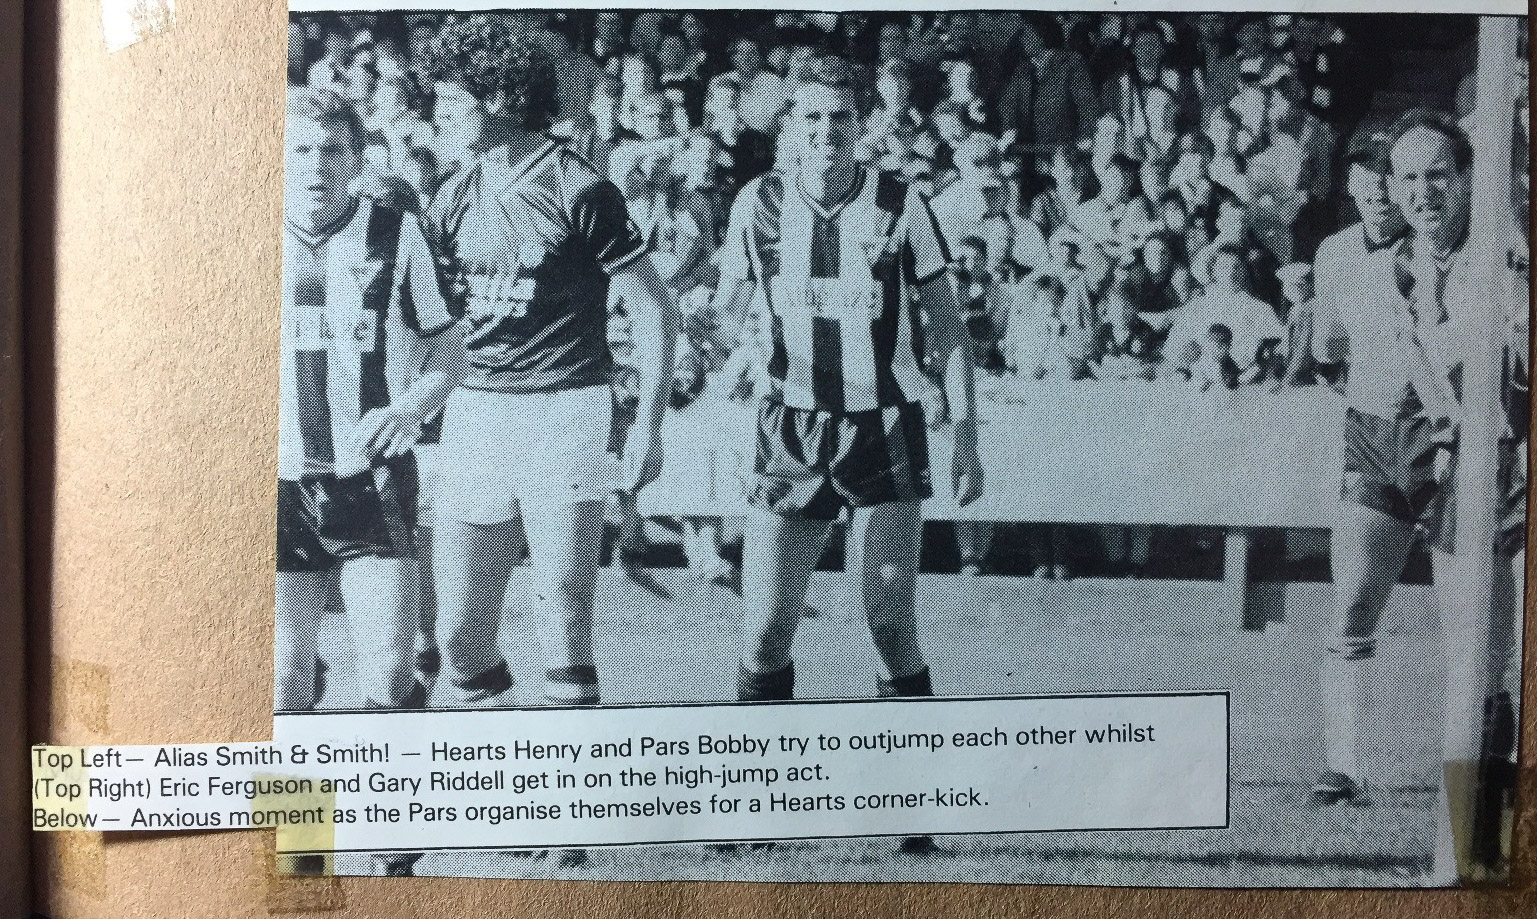 Top Left— Alias Smith & Smith! — Hearts Henry and Pars Bobby try to outjump each other whilst
(Top Right) Eric Ferguson and Gary Riddell get in on the high-jump act.
Below— Anxious moment as the Pars organise themselves for a Hearts corner-kick.